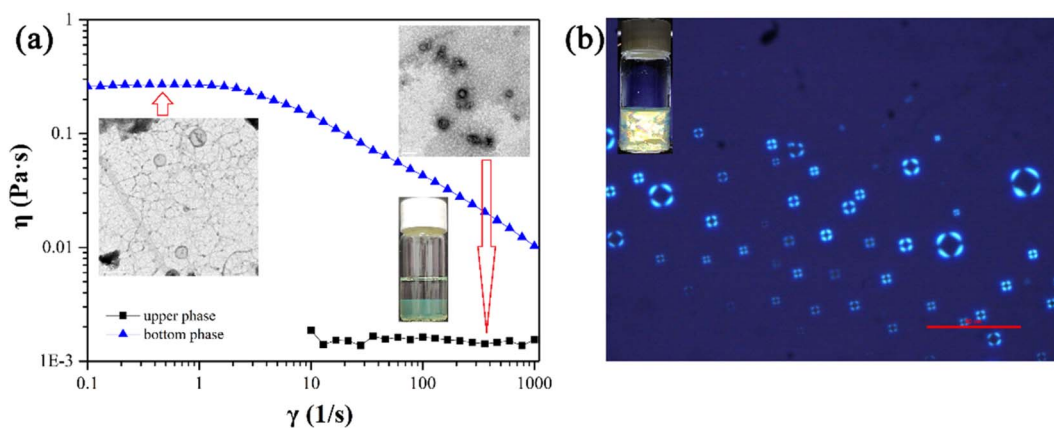 (a)
1
0.1
0.01
1E-3
η (Pa·s)
upper phase
bottom phase
0.1
1
10
100
1000
γ (1/s)
(b)